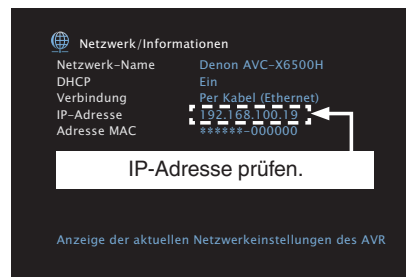 Netzwerk/Informationen
Netzwerk-Name Denon AVC-X6500H
DHCP Ein
Verbindung Per Kabel (Ethernet)
IP-Adresse 192.168.100.19
Adresse MAC ******-000000
IP-Adresse prüfen.
Anzeige der aktuellen Netzwerkeinstellungen des AVR